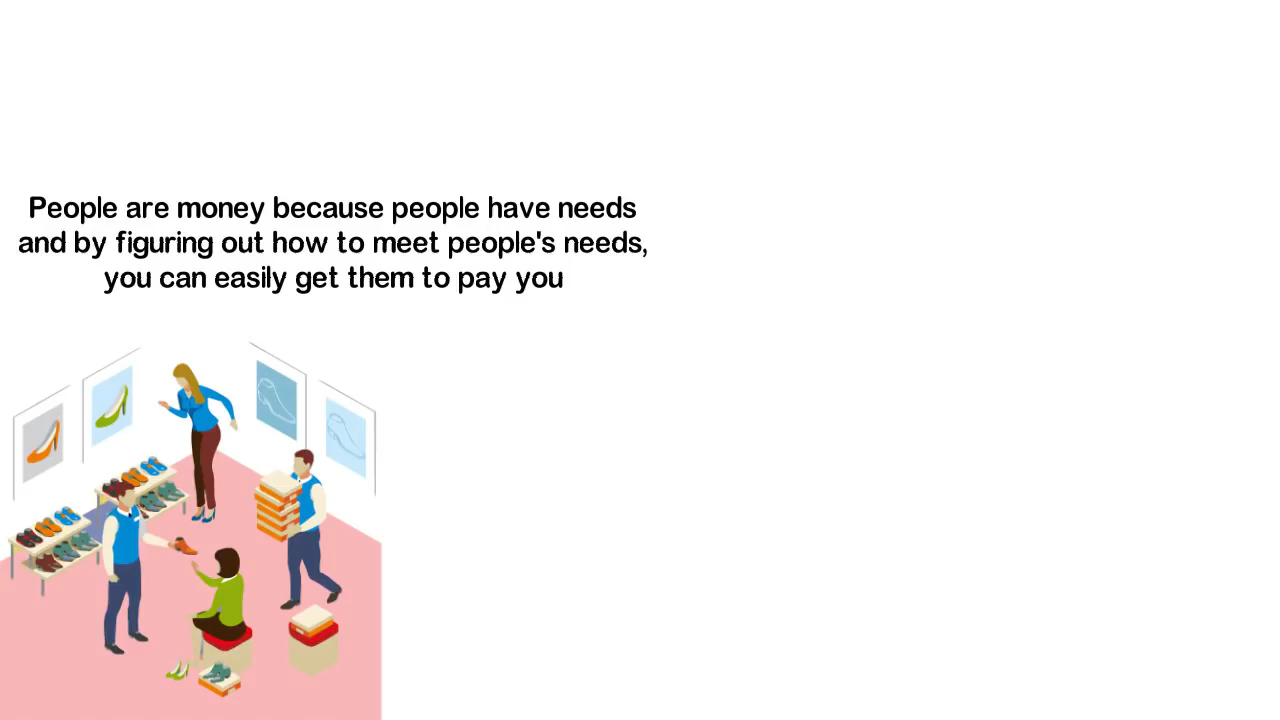 People are money because people have needs
and by figuring out how to meet people's needs,
you can easily get them to pay you